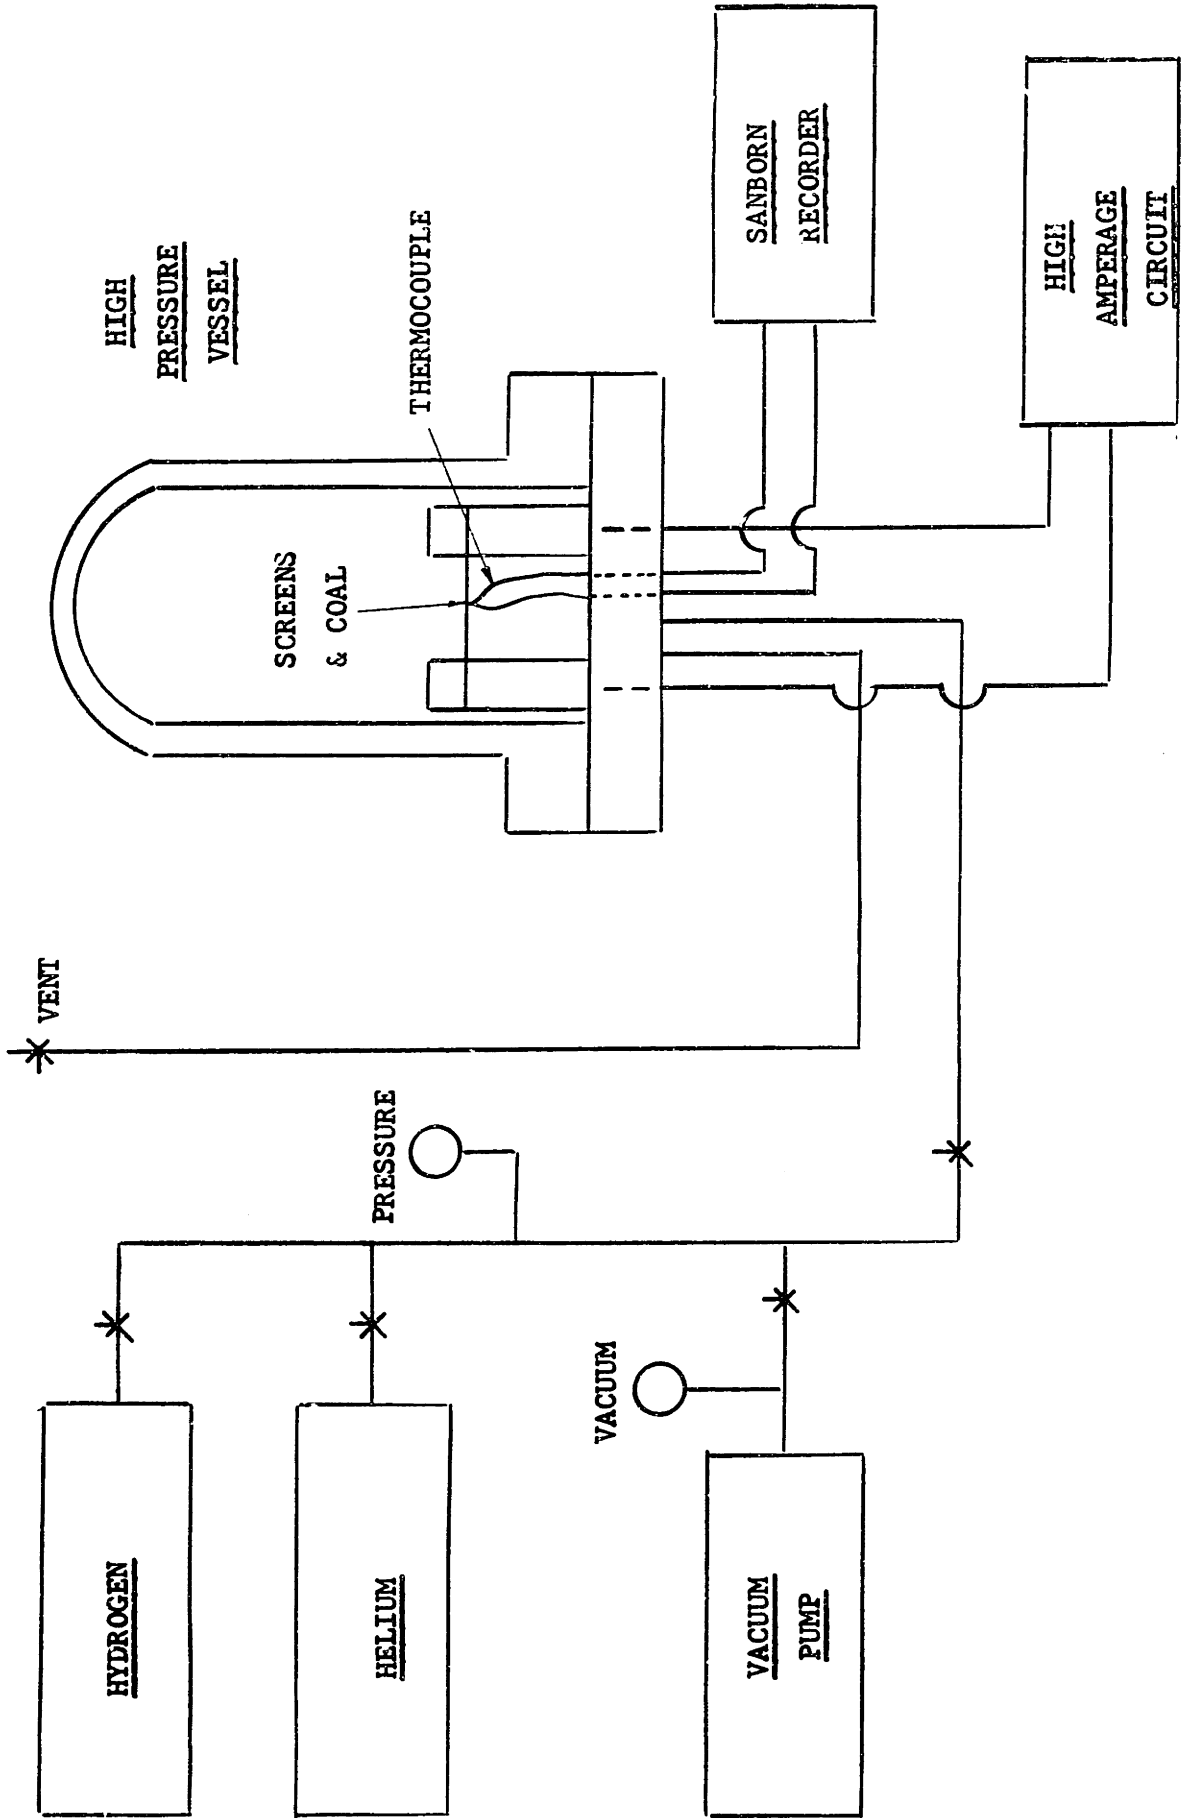 HYDROGEN
HELIUM
VACUUM
PUMP
VACUUM
PRESSURE
VENT
HIGH
PRESSURE
VESSEL
SCREENS
& COAL
THERMOCOUPLE
SANBORN
RECORDER
HIGH
AMPERAGE
CIRCUIT